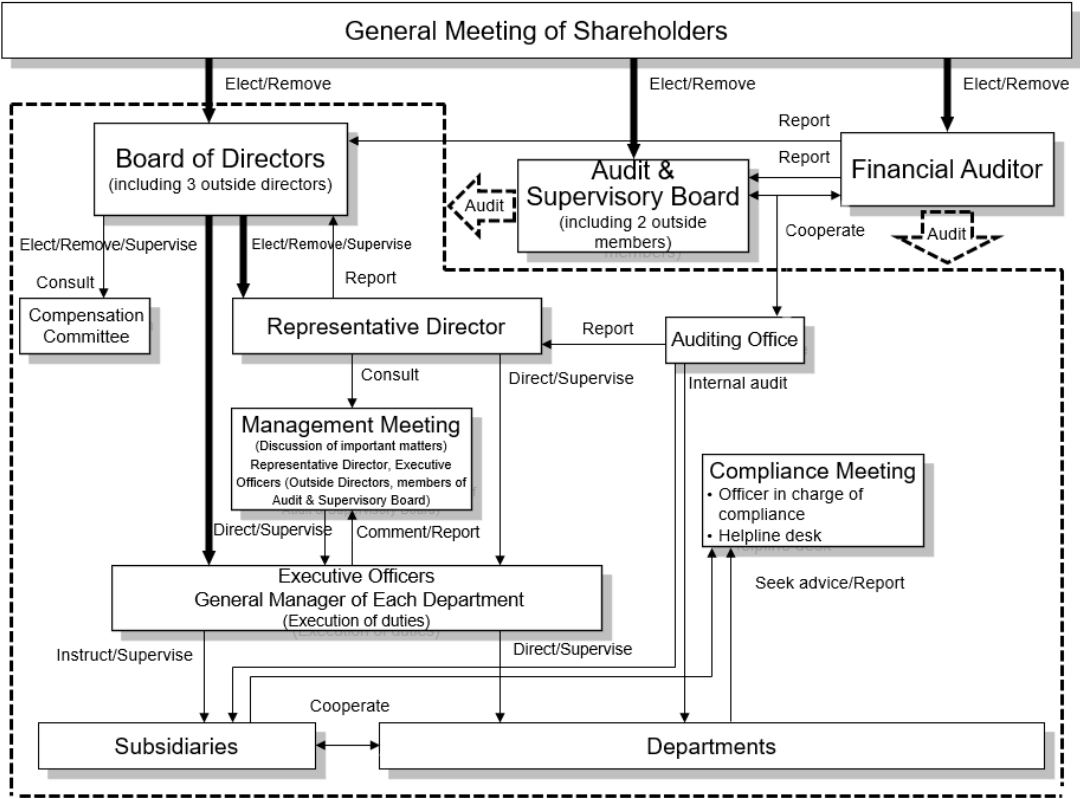 General Meeting of Shareholders
Elect/Remove
Elect/Remove
Elect/Remove
Report
Board of Directors
(including 3 outside directors)
Audit &
Supervisory Board
(including 2 outside
members)
Report
Financial Auditor
Audit
Cooperate
Audit
Elect/Remove/Supervise
Elect/Remove/Supervise
Consult
Report
Compensation
Committee
Representative Director
Report
Auditing Office
Consult
Direct/Supervise
Internal audit
Management Meeting
(Discussion of important matters)
Representative Director, Executive
Officers (Outside Directors, members of
Audit & Supervisory Board)
Compliance Meeting
• Officer in charge of
compliance
• Helpline desk
Direct/Supervise
Comment/Report
Executive Officers
General Manager of Each Department
(Execution of duties)
Seek advice/Report
Instruct/Supervise
Direct/Supervise
Cooperate
Subsidiaries
Departments